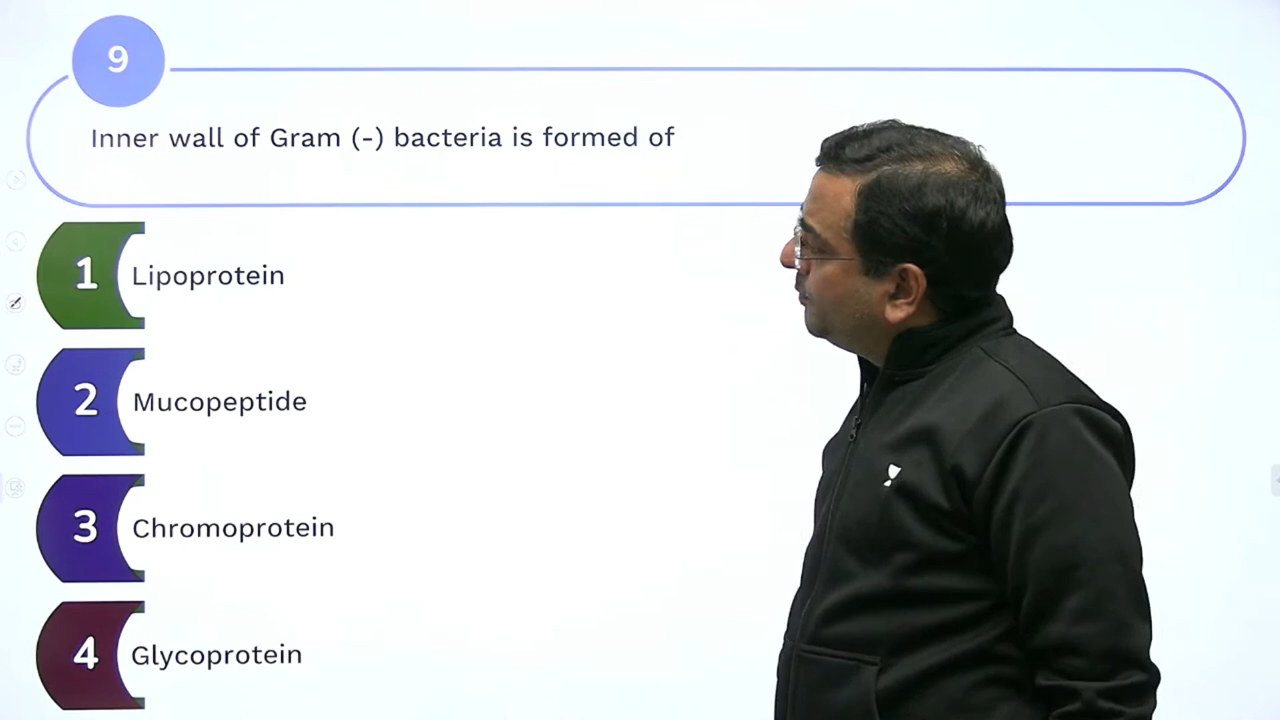 9
Inner wall of Gram (-) bacteria is formed of
1 Lipoprotein
2 Mucopeptide
3 Chromoprotein
4 Glycoprotein